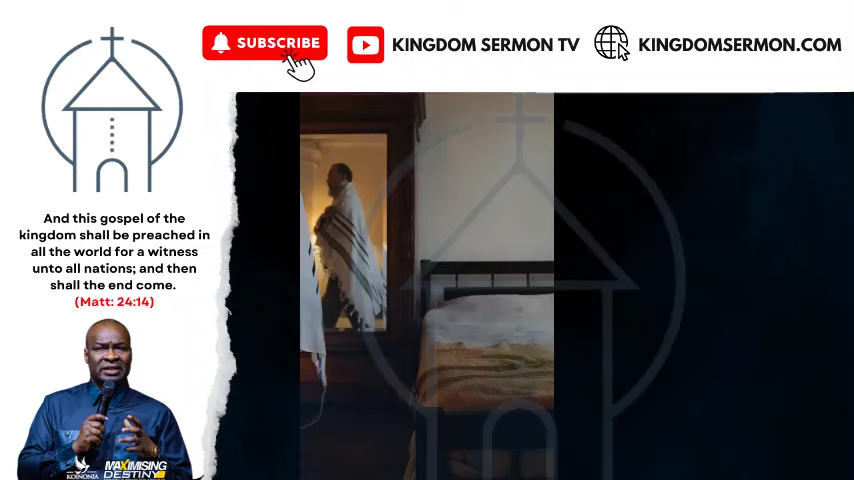 SUBSCRIBE
KINGDOM SERMON TV
KINGDOMSERMON.COM
And this gospel of the
kingdom shall be preached in
all the world for a witness
unto all nations; and then
shall the end come.
(Matt: 24:14)
KOINONIA
MAXIMISING
DESTINY